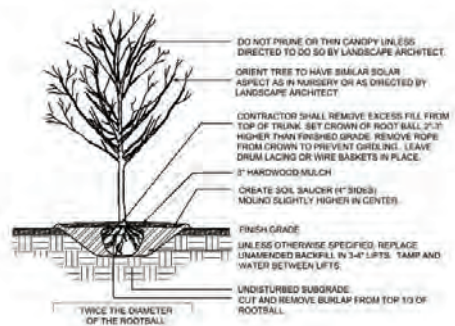 DO NOT PRUNE OR THIN CANOPY UNLESS
DIRECTED TO DO SO BY LANDSCAPE ARCHITECT.
ORIENT TREE TO HAVE SIMILAR SOLAR
ASPECT AS IN NURSERY OR AS DIRECTED BY
LANDSCAPE ARCHITECT.
CONTRACTOR SHALL REMOVE EXCESS FILL FROM
TOP OF TRUNK. SET CROWN OF ROOT BALL 2"-3"
HIGHER THAN FINISHED GRADE. REMOVE ROPE
FROM CROWN TO PREVENT GIRDLING. LEAVE
DRUM LACING OR WIRE BASKETS IN PLACE.
3" HARDWOOD MULCH
CREATE SOIL SAUCER (4" SIDES)
MOUND SLIGHTLY HIGHER IN CENTER.
FINISH GRADE
UNLESS OTHERWISE SPECIFIED, REPLACE
UNAMENDED BACKFILL IN 3-4" LIFTS. TAMP AND
WATER BETWEEN LIFTS.
UNDISTURBED SUBGRADE
CUT AND REMOVE BURLAP FROM TOP 1/3 OF
ROOTBALL
TWICE THE DIAMETER
OF THE ROOTBALL